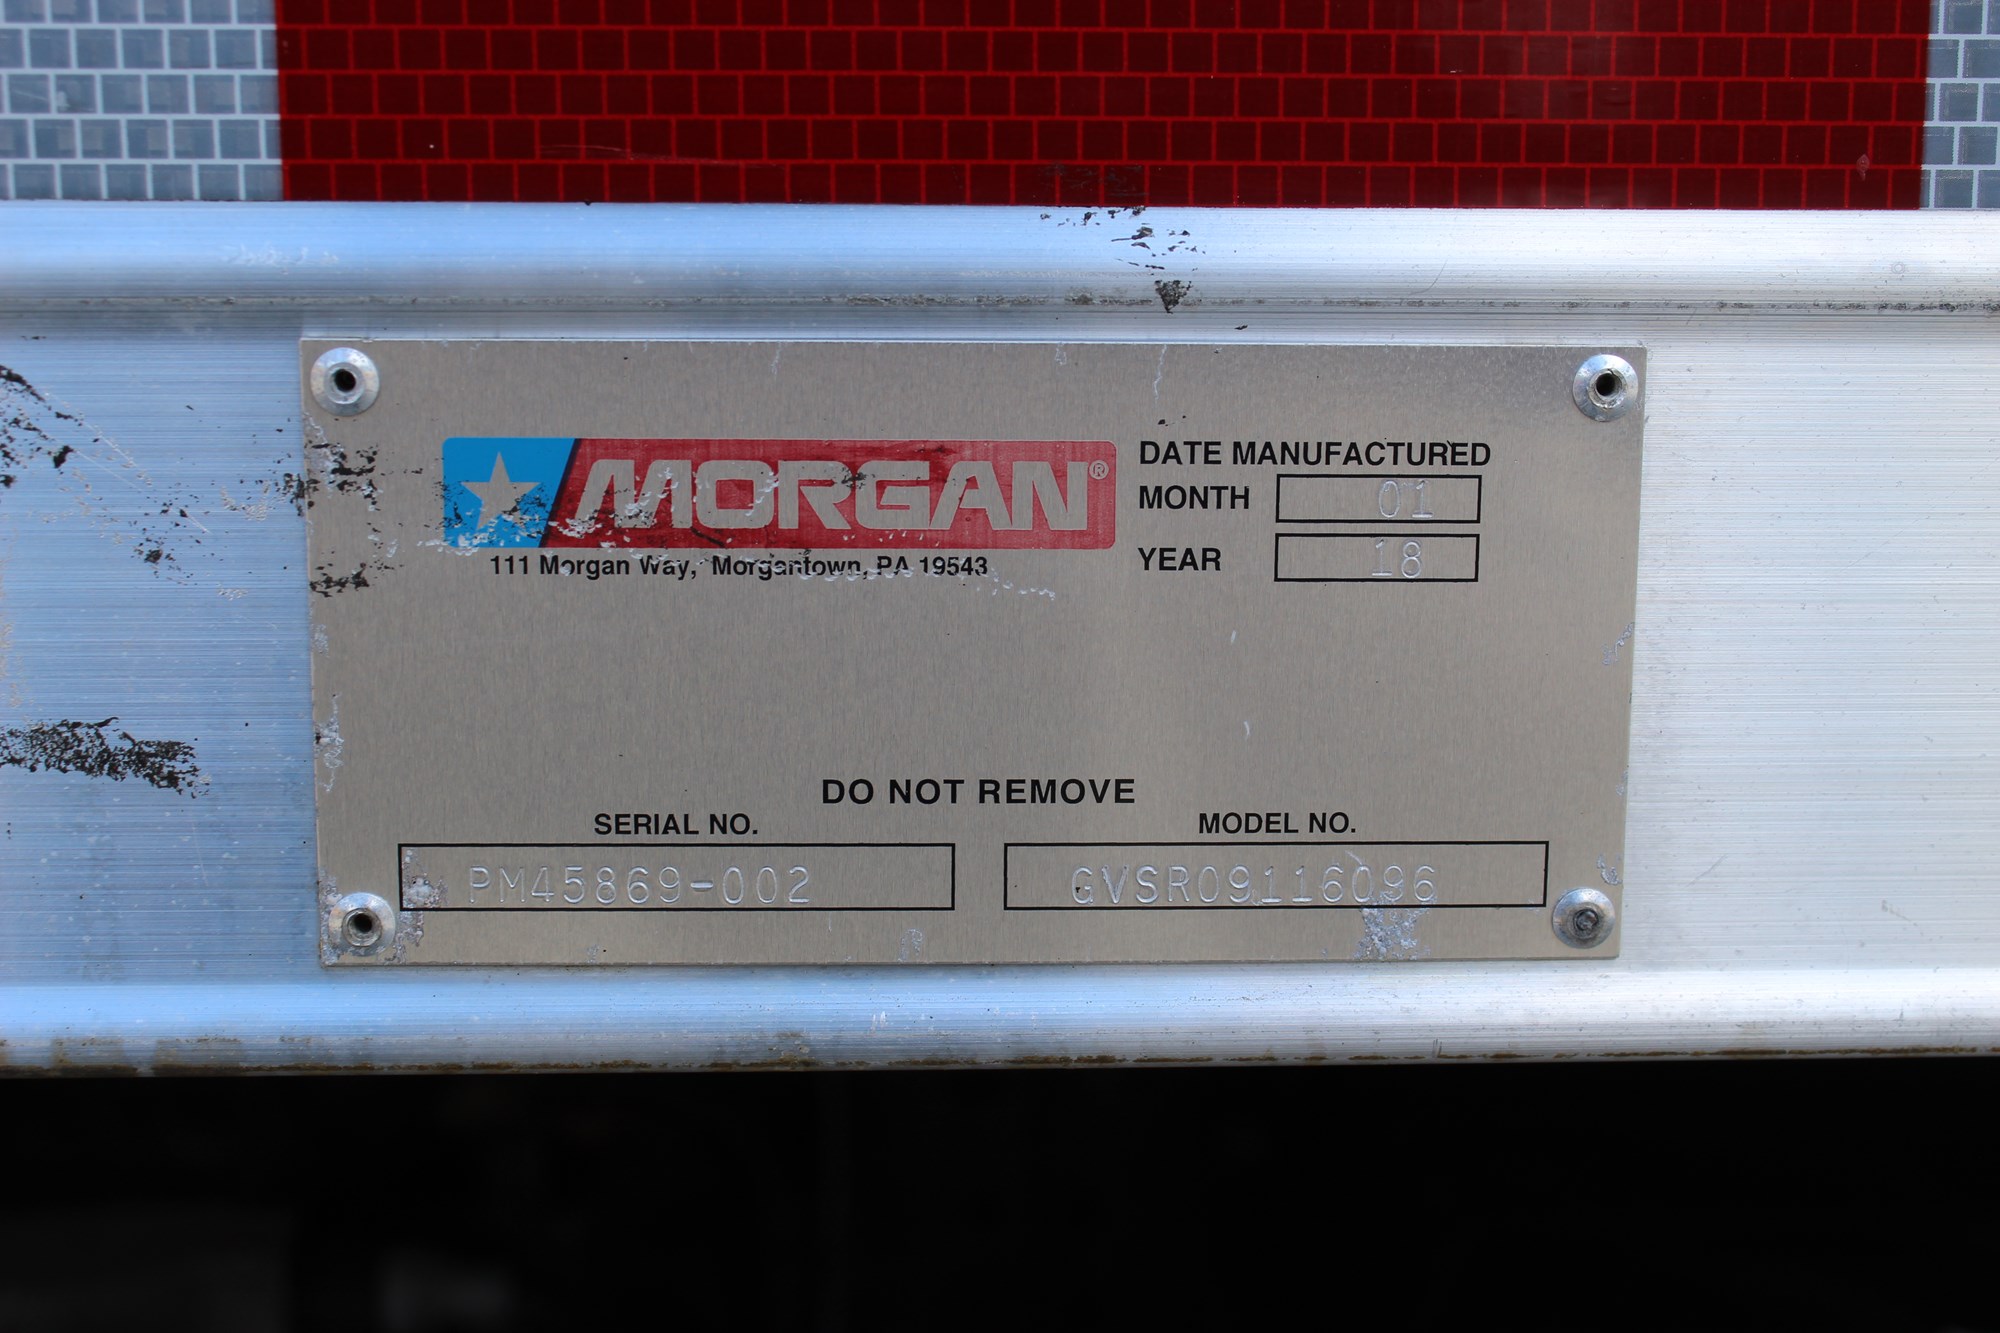 MORGAN®
111 Morgan Way, Morgantown, PA 19543
DATE MANUFACTURED
MONTH 01
YEAR 18
DO NOT REMOVE
SERIAL NO. MODEL NO.
PM45869-002 GVSR09116096